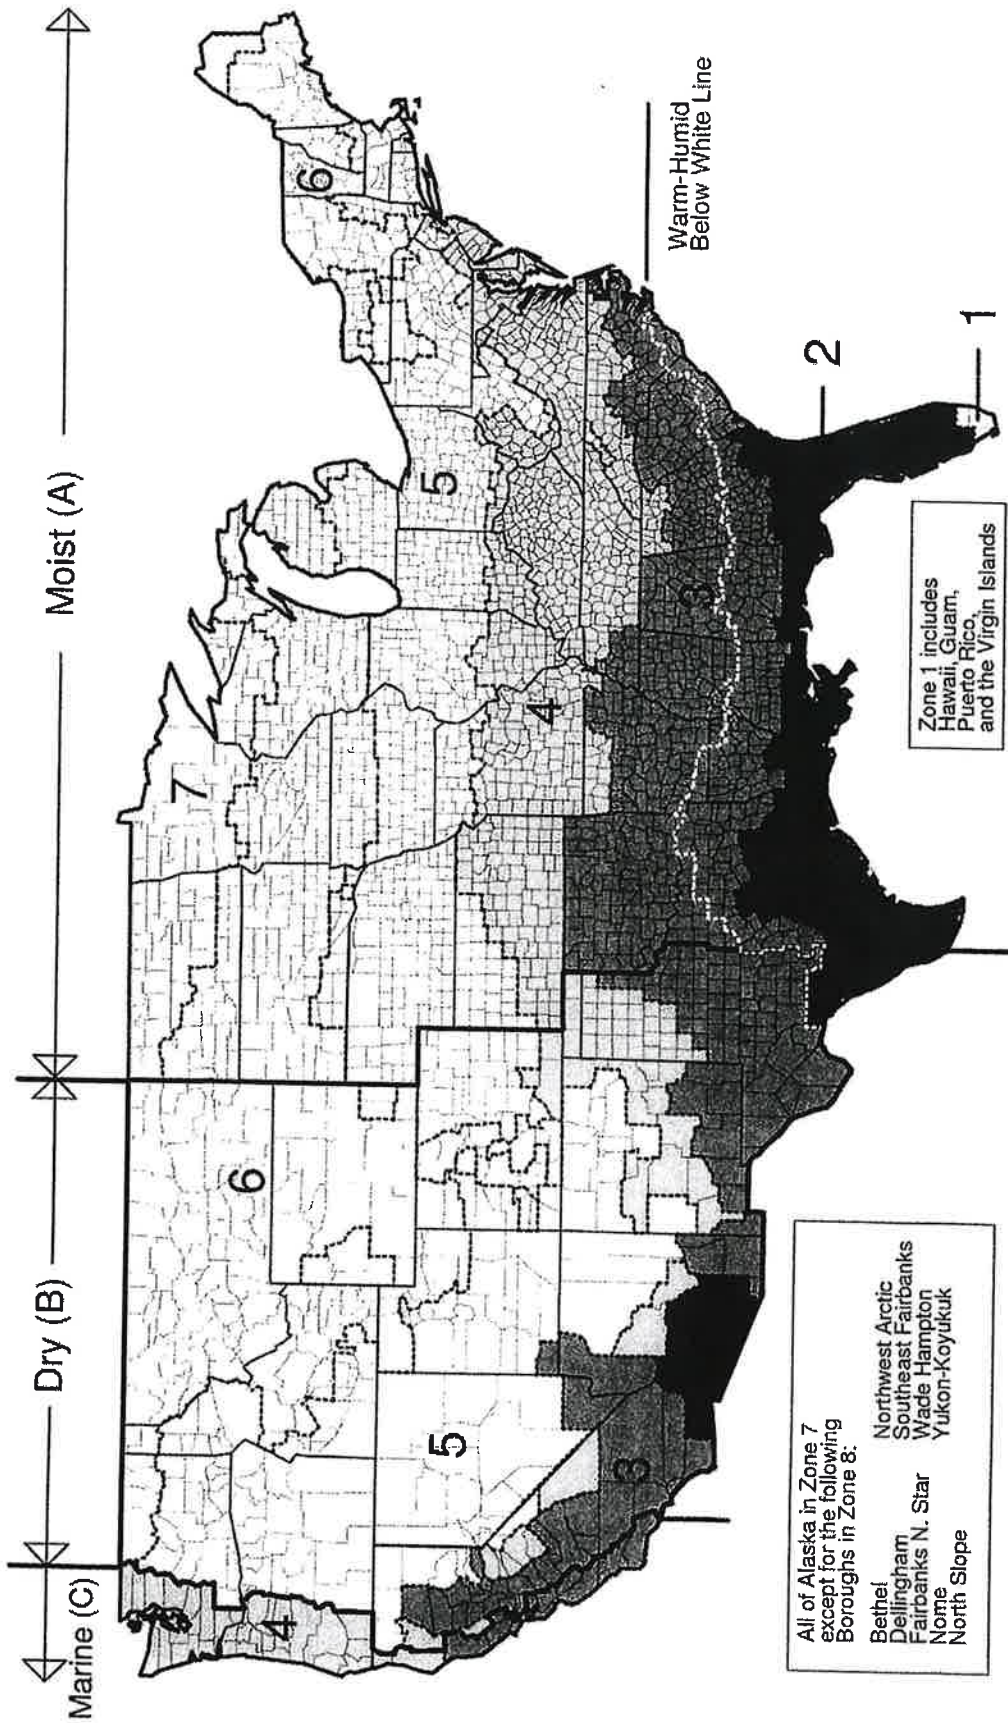 Marine (C)
Dry (B)
Moist (A)
7
6
6
5
5
4
4
3
3
2
1
Warm-Humid
Below White Line
All of Alaska in Zone 7
except for the following
Boroughs in Zone 8:
Bethel
Dellingham
Fairbanks N. Star
Nome
North Slope
Northwest Arctic
Southeast Fairbanks
Wade Hampton
Yukon-Koyukuk
Zone 1 includes
Hawaii, Guam,
Puerto Rico,
and the Virgin Islands